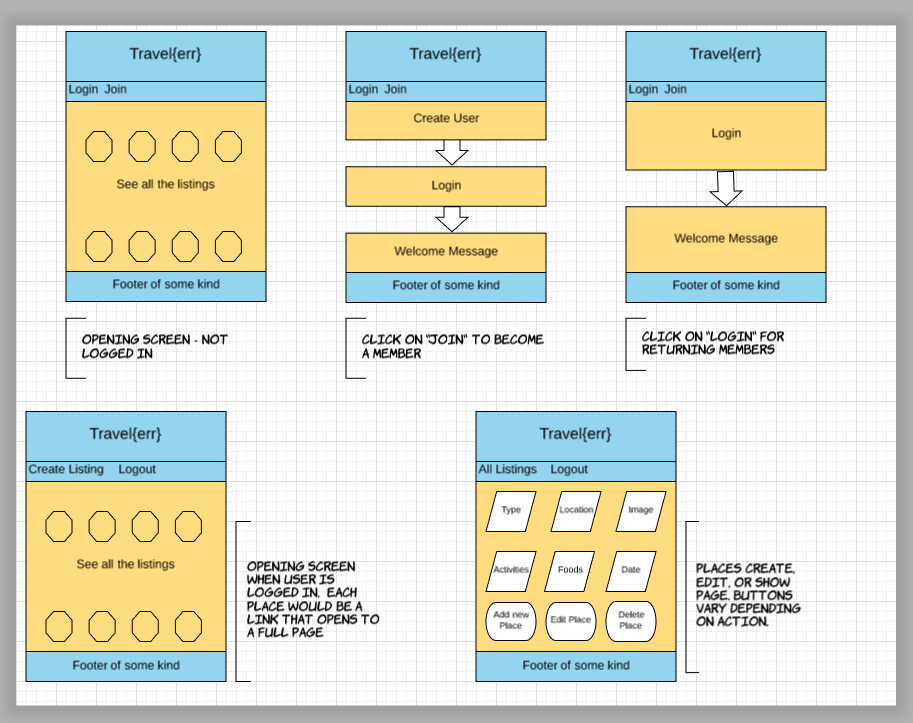 Travel{err}
Login Join
See all the listings
Footer of some kind
OPENING SCREEN - NOT
LOGGED IN
Travel{err}
Login Join
Create User
Login
Welcome Message
Footer of some kind
CLICK ON "JOIN" TO BECOME
A MEMBER
Travel{err}
Login Join
Login
Welcome Message
Footer of some kind
CLICK ON "LOGIN" FOR
RETURNING MEMBERS
Travel{err}
Create Listing Logout
See all the listings
Footer of some kind
OPENING SCREEN
WHEN USER IS
LOGGED IN. EACH
PLACE WOULD BE A
LINK THAT OPENS TO
A FULL PAGE
Travel{err}
All Listings Logout
Type Location Image
Activities Foods Date
Add new
Place
Edit Place
Delete
Place
Footer of some kind
PLACES CREATE,
EDIT, OR SHOW
PAGE. BUTTONS
VARY DEPENDING
ON ACTION.